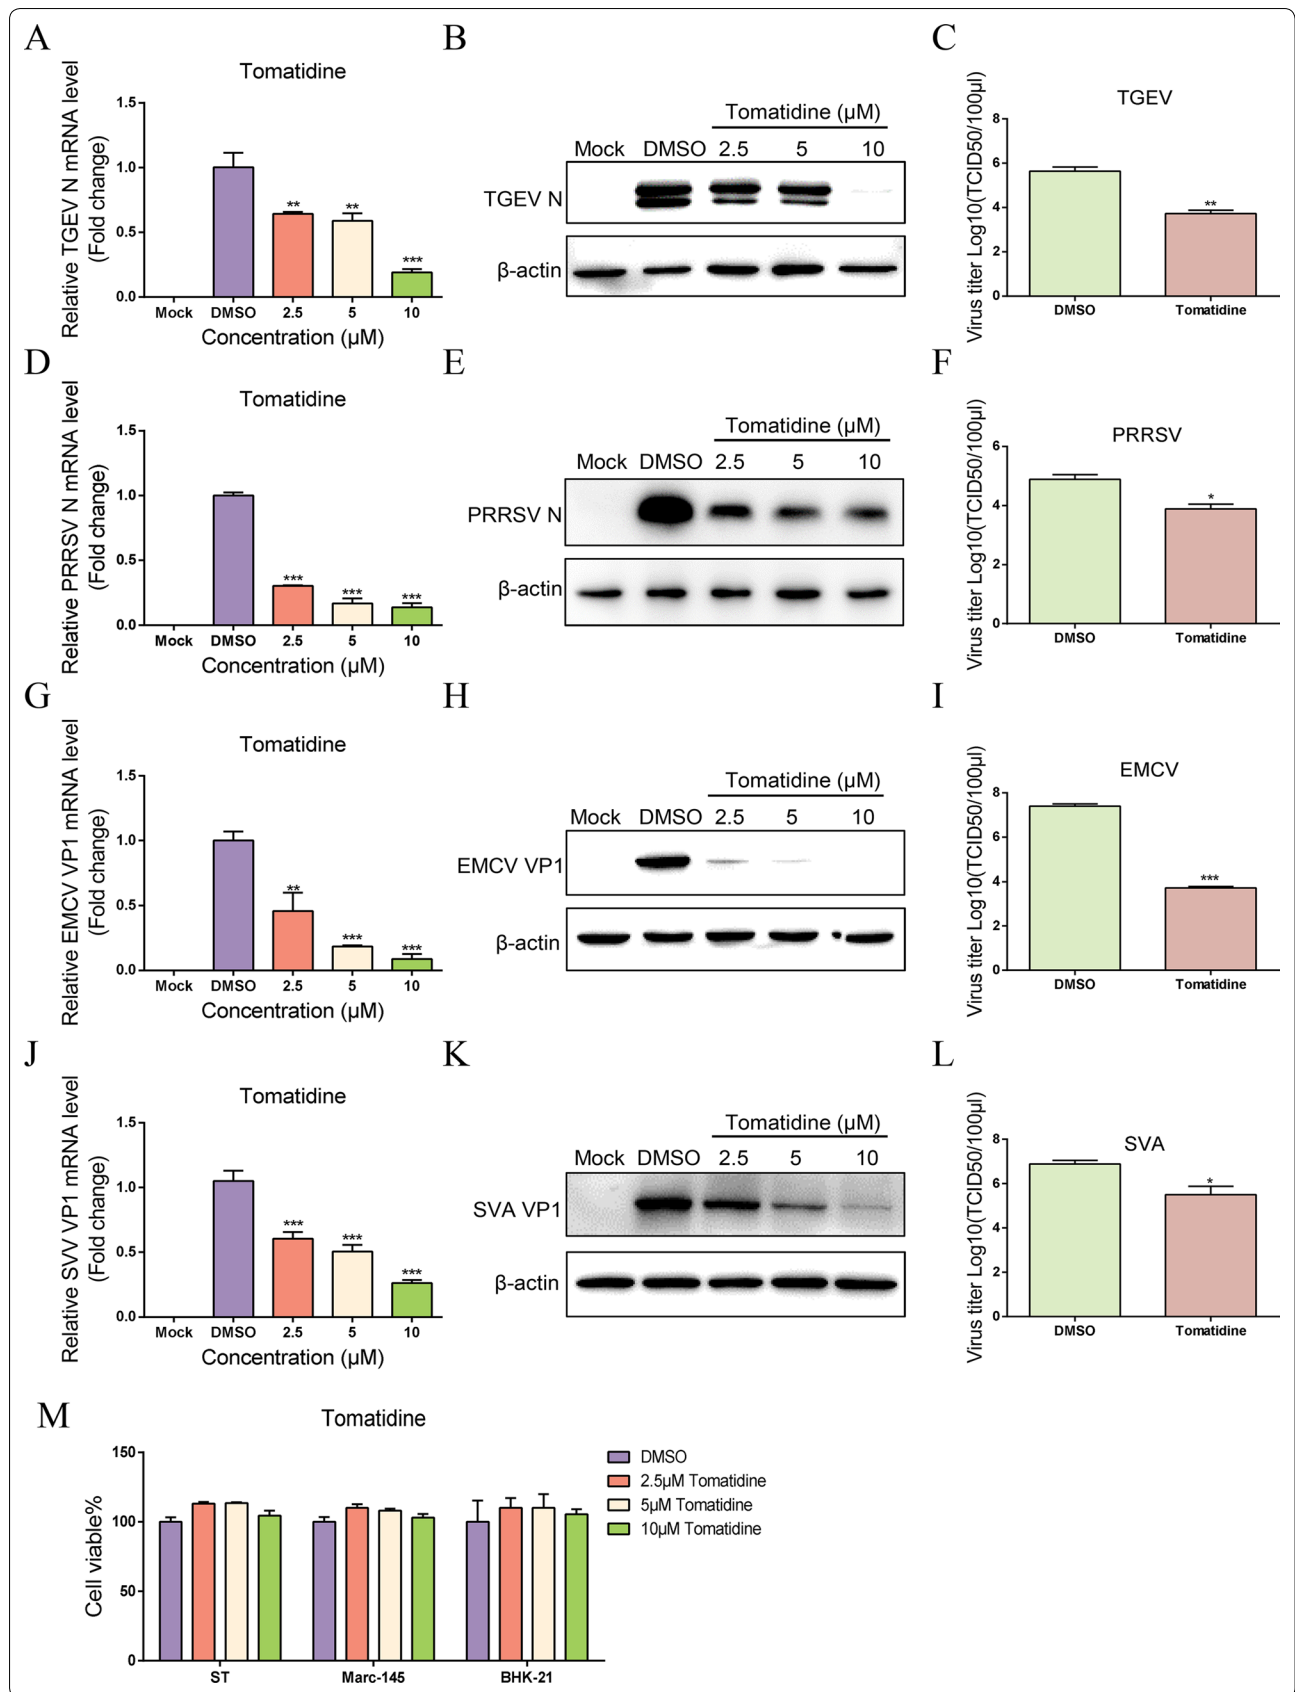 A
Tomatidine
Relative TGEV N mRNA level
(Fold change)
1.5
1.0
0.5
0.0
**
**
***
Mock DMSO 2.5 5 10
Concentration (μM)
B
Tomatidine (μM)
Mock DMSO 2.5 5 10
TGEV N
β-actin
C
TGEV
Virus titer Log10(TCID50/100μl)
8
6
4
2
0
**
DMSO Tomatidine
D
Tomatidine
Relative PRRSV N mRNA level
(Fold change)
1.5
1.0
0.5
0.0
***
***
***
Mock DMSO 2.5 5 10
Concentration (μM)
E
Tomatidine (μM)
Mock DMSO 2.5 5 10
PRRSV N
β-actin
F
PRRSV
Virus titer Log10(TCID50/100μl)
6
4
2
0
*
DMSO Tomatidine
G
Tomatidine
Relative EMCV VP1 mRNA level
(Fold change)
1.5
1.0
0.5
0.0
**
***
***
Mock DMSO 2.5 5 10
Concentration (μM)
H
Tomatidine (μM)
Mock DMSO 2.5 5 10
EMCV VP1
β-actin
I
EMCV
Virus titer Log10(TCID50/100μl)
8
6
4
2
0
***
DMSO Tomatidine
J
Tomatidine
Relative SVV VP1 mRNA level
(Fold change)
1.5
1.0
0.5
0.0
***
***
***
Mock DMSO 2.5 5 10
Concentration (μM)
K
Tomatidine (μM)
Mock DMSO 2.5 5 10
SVA VP1
β-actin
L
SVA
Virus titer Log10(TCID50/100μl)
8
6
4
2
0
*
DMSO Tomatidine
M
Tomatidine
Cell viable%
150
100
50
0
ST Marc-145 BHK-21
DMSO
2.5μM Tomatidine
5μM Tomatidine
10μM Tomatidine